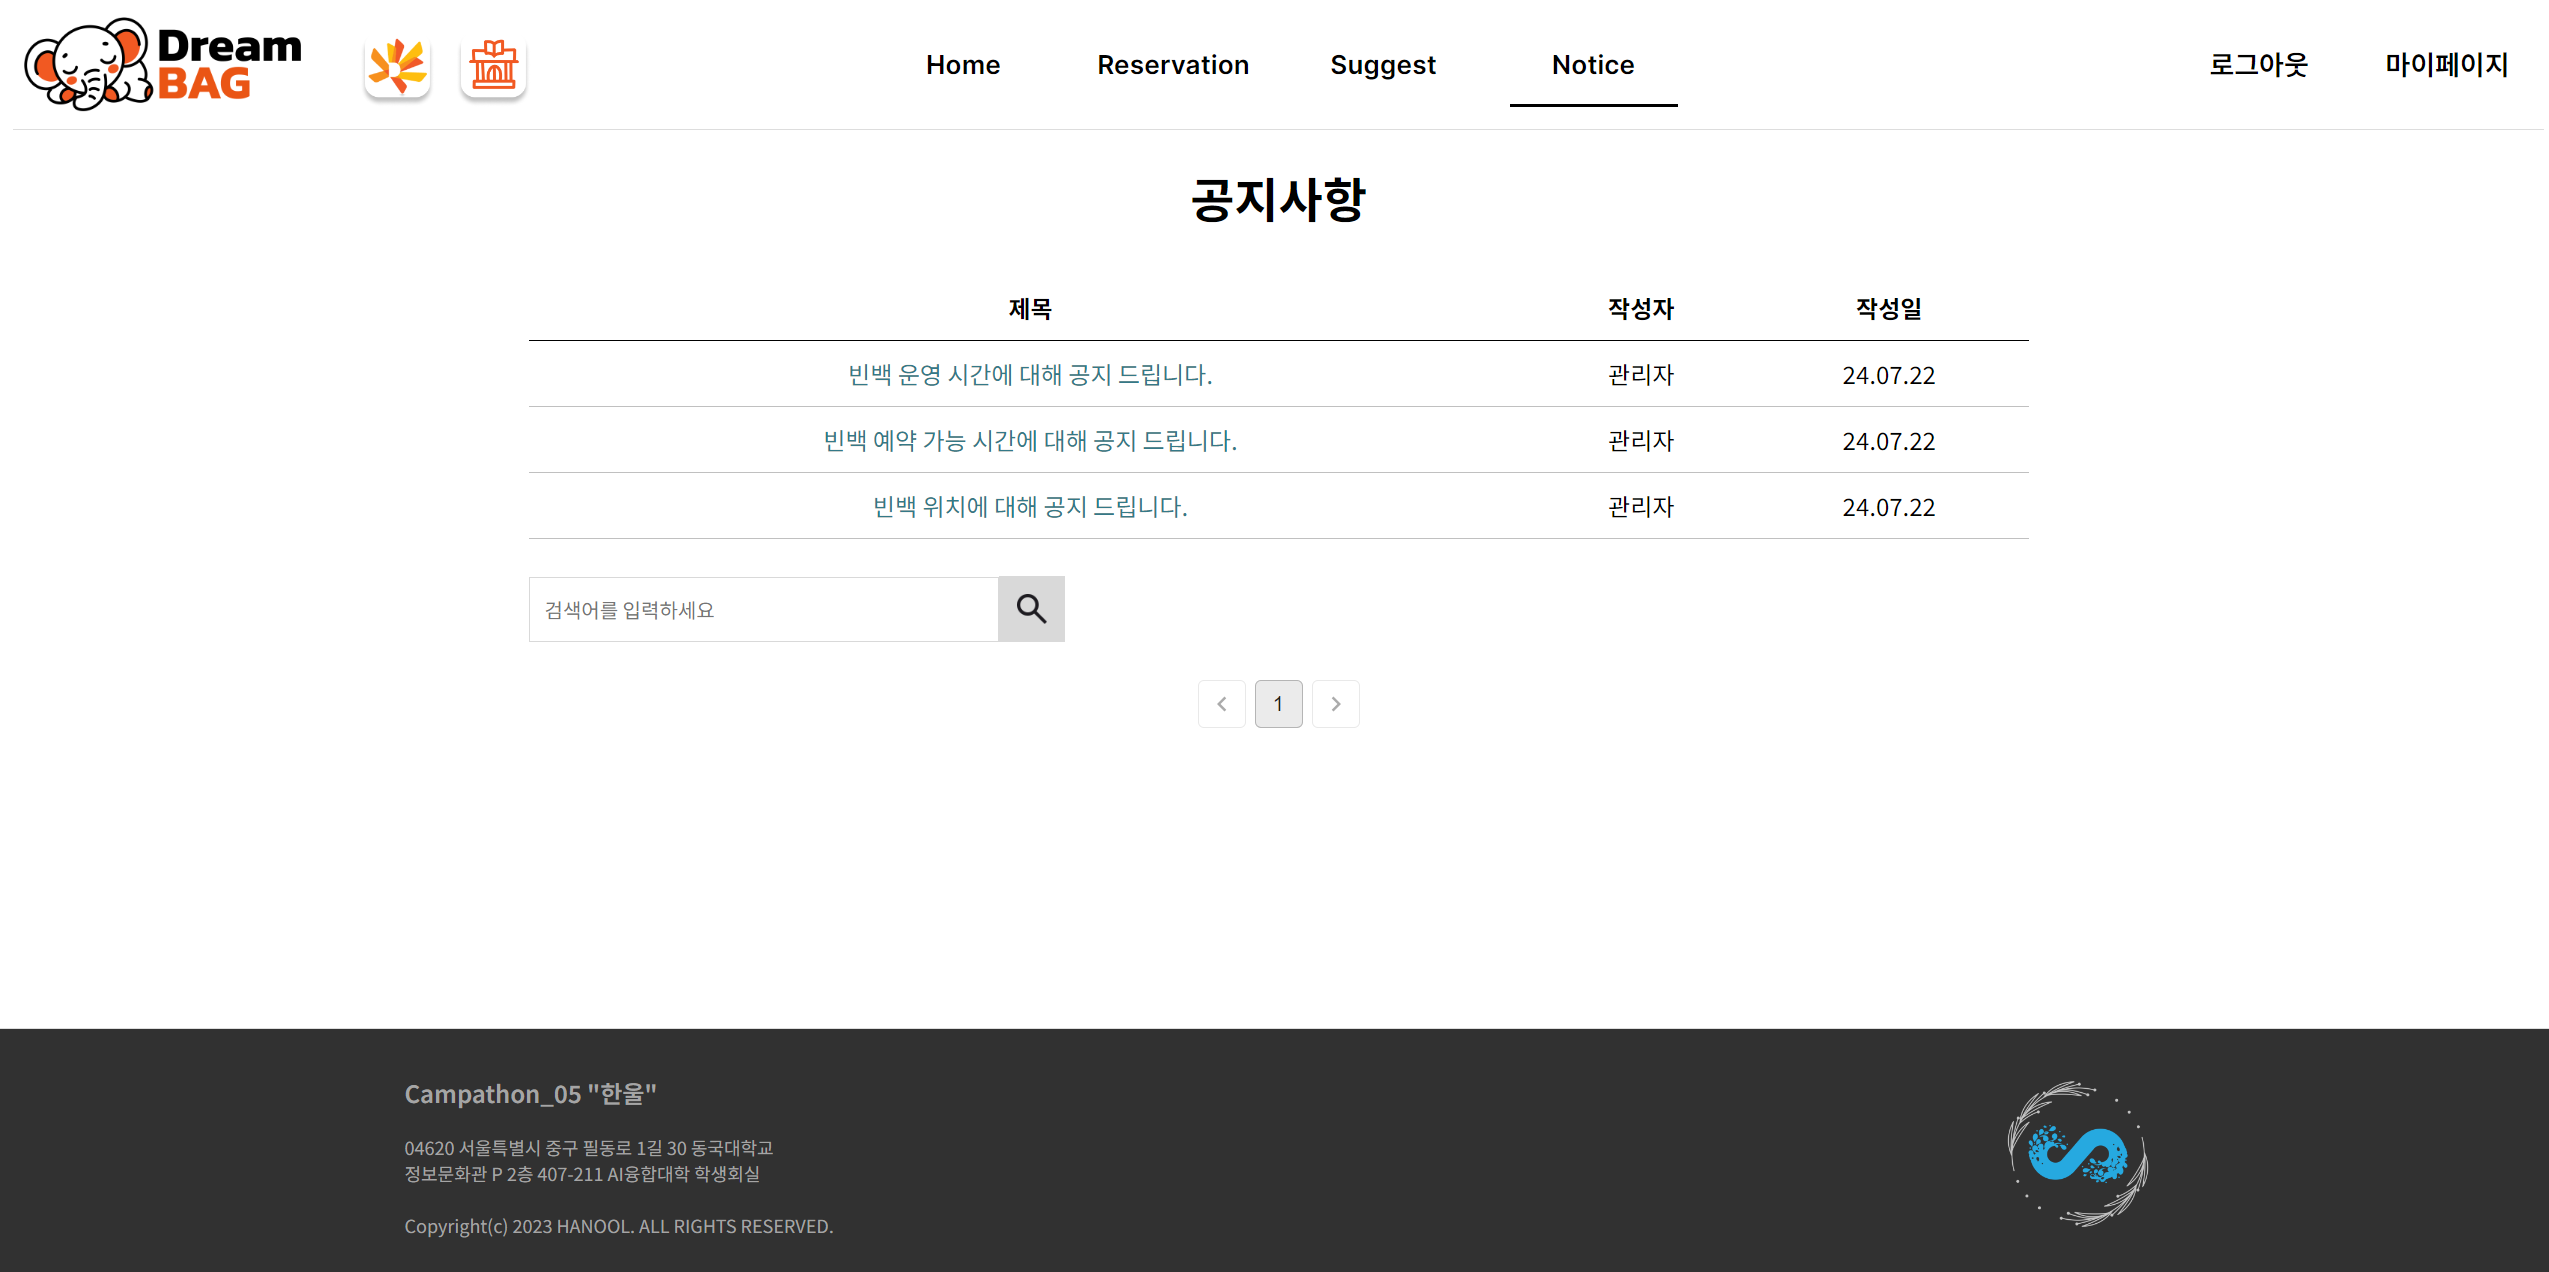 Dream
BAG
Home Reservation Suggest Notice 로그아웃 마이페이지
공지사항
제목 작성자 작성일
빈백 운영 시간에 대해 공지 드립니다. 관리자 24.07.22
빈백 예약 가능 시간에 대해 공지 드립니다. 관리자 24.07.22
빈백 위치에 대해 공지 드립니다. 관리자 24.07.22
검색어를 입력하세요
1
Campathon_05 "한울"
04620 서울특별시 중구 필동로 1길 30 동국대학교
정보문화관 P 2층 407-211 AI융합대학 학생회실
Copyright(c) 2023 HANOOL. ALL RIGHTS RESERVED.